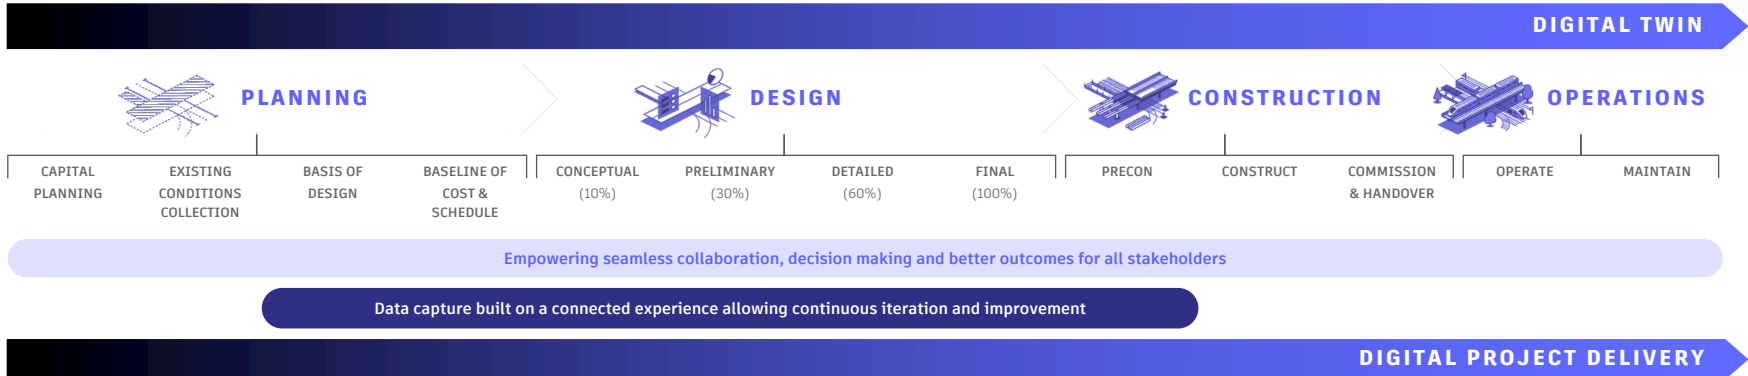 DIGITAL TWIN
PLANNING
DESIGN
CONSTRUCTION
OPERATIONS
CAPITAL
PLANNING
EXISTING
CONDITIONS
COLLECTION
BASIS OF
DESIGN
BASELINE OF
COST &
SCHEDULE
CONCEPTUAL
(10%)
PRELIMINARY
(30%)
DETAILED
(60%)
FINAL
(100%)
PRECON
CONSTRUCT
COMMISSION
& HANDOVER
OPERATE
MAINTAIN
Empowering seamless collaboration, decision making and better outcomes for all stakeholders
Data capture built on a connected experience allowing continuous iteration and improvement
DIGITAL PROJECT DELIVERY